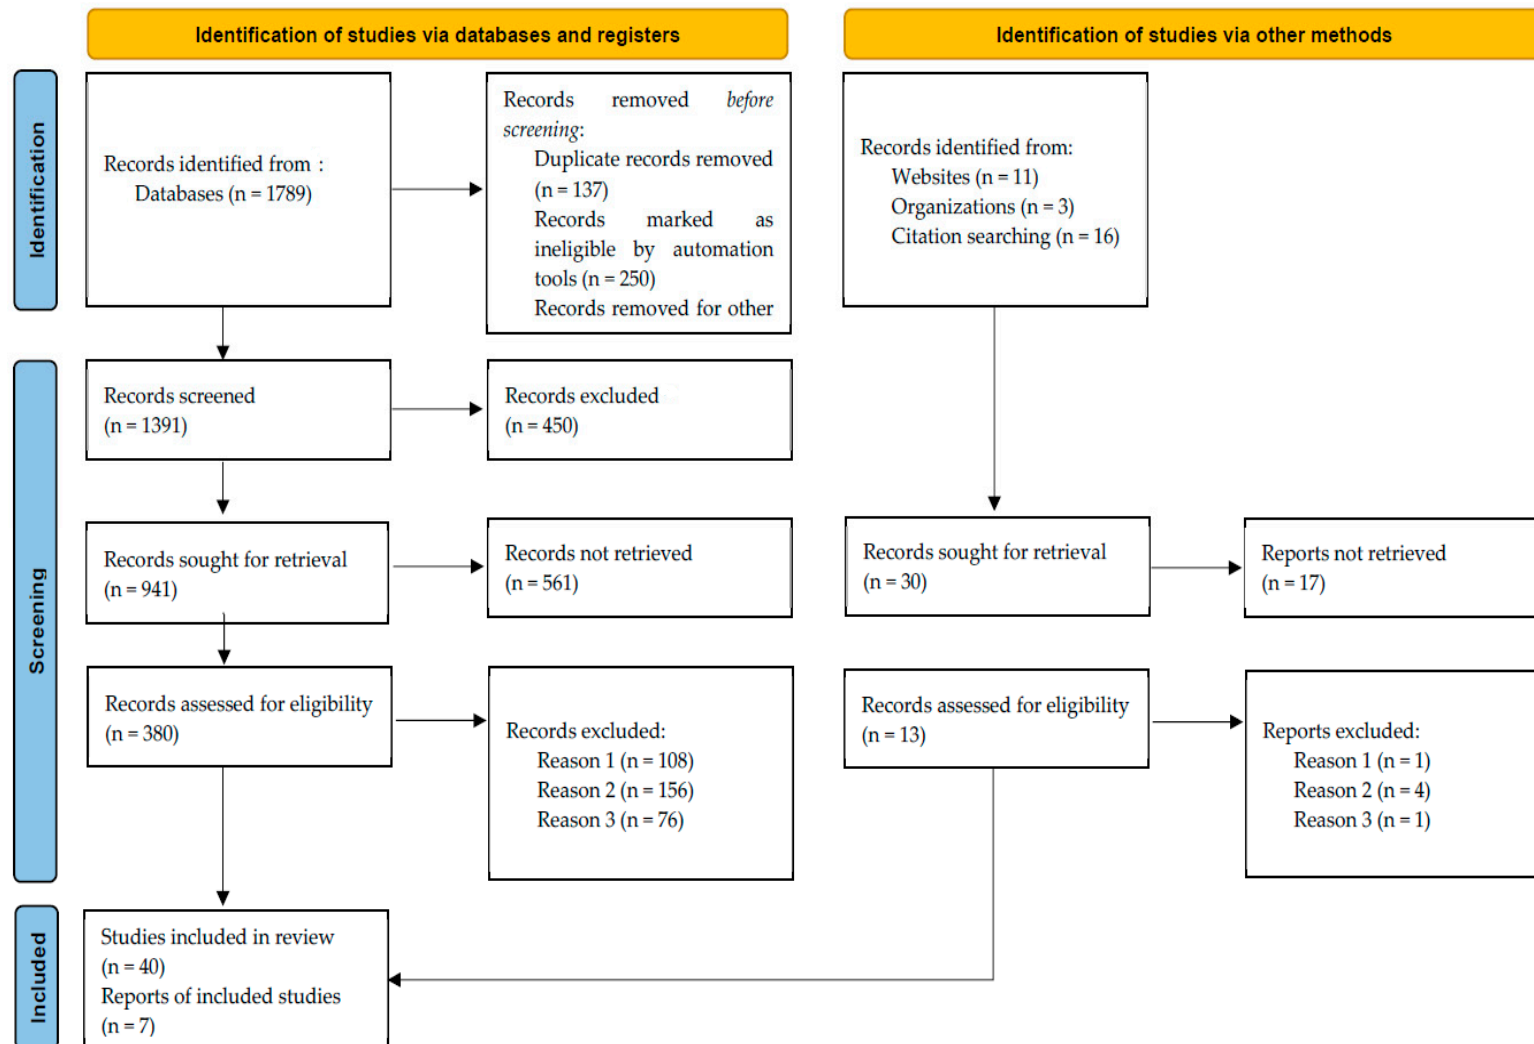 Identification of studies via databases and registers
Identification of studies via other methods
Identification
Records identified from :
Databases (n = 1789)
Records removed before
screening:
Duplicate records removed
(n = 137)
Records marked as
ineligible by automation
tools (n = 250)
Records removed for other
Records identified from:
Websites (n = 11)
Organizations (n = 3)
Citation searching (n = 16)
Screening
Records screened
(n = 1391)
Records excluded
(n = 450)
Records sought for retrieval
(n = 941)
Records not retrieved
(n = 561)
Records sought for retrieval
(n = 30)
Reports not retrieved
(n = 17)
Records assessed for eligibility
(n = 380)
Records excluded:
Reason 1 (n = 108)
Reason 2 (n = 156)
Reason 3 (n = 76)
Records assessed for eligibility
(n = 13)
Reports excluded:
Reason 1 (n = 1)
Reason 2 (n = 4)
Reason 3 (n = 1)
Included
Studies included in review
(n = 40)
Reports of included studies
(n = 7)